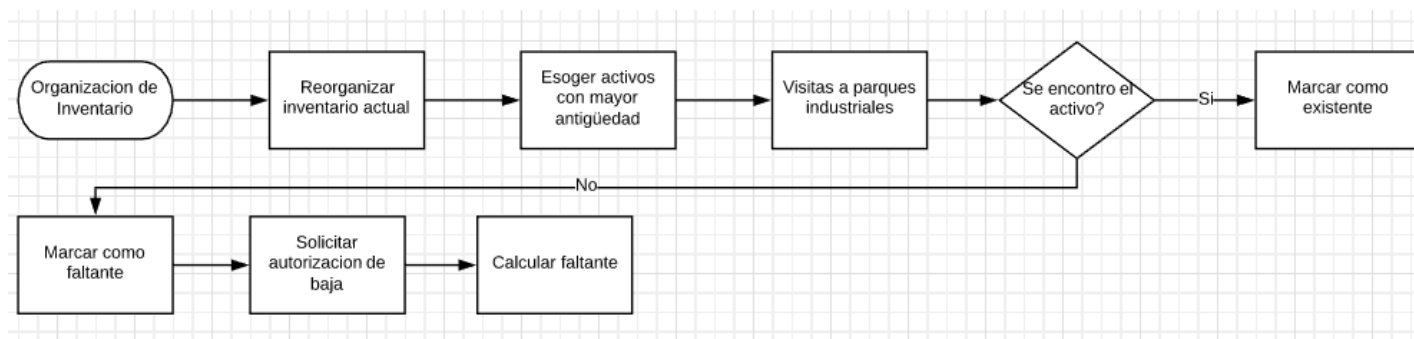 Organizacion de
Inventario
Reorganizar
inventario actual
Esoger activos
con mayor
antigüedad
Visitas a parques
industriales
Se encontro el
activo?
Si
Marcar como
existente
No
Marcar como
faltante
Solicitar
autorizacion de
baja
Calcular faltante